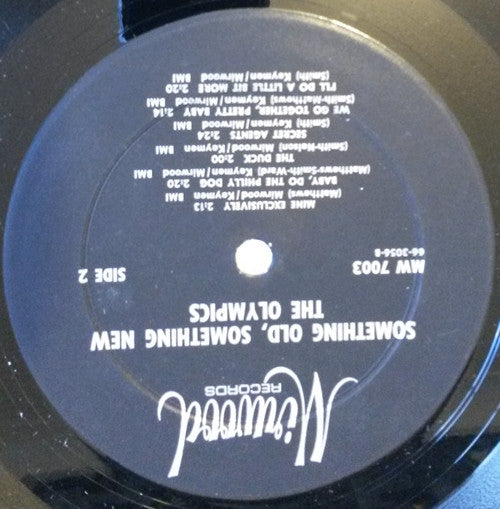 Mirwood
RECORDS
SOMETHING OLD, SOMETHING NEW
THE OLYMPICS
MW 7003
SIDE 2
66-3056-B
MINE EXCLUSIVELY 2:13
(Matthews) Mirwood/Keymen BMI
BABY, DO THE PHILLY DOG 2:20
(Matthews-Smith-Ward) Keymen/Mirwood BMI
THE DUCK 2:00
(Smith-Nelson) Mirwood/Keymen BMI
SECRET AGENTS 2:24
(Smith) Keymen/Mirwood BMI
WE GO TOGETHER, PRETTY BABY 2:14
(Smith-Matthews) Keymen/Mirwood BMI
I'LL DO A LITTLE BIT MORE 2:20
(Smith) Keymen/Mirwood BMI